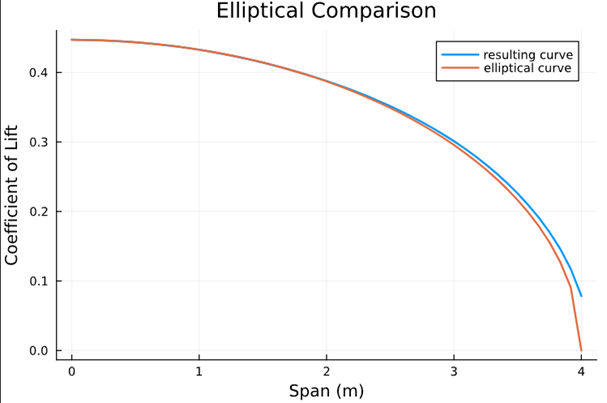 Elliptical Comparison
resulting curve
elliptical curve
Coefficient of Lift
0.4
0.3
0.2
0.1
0.0
0 1 2 3 4
Span (m)